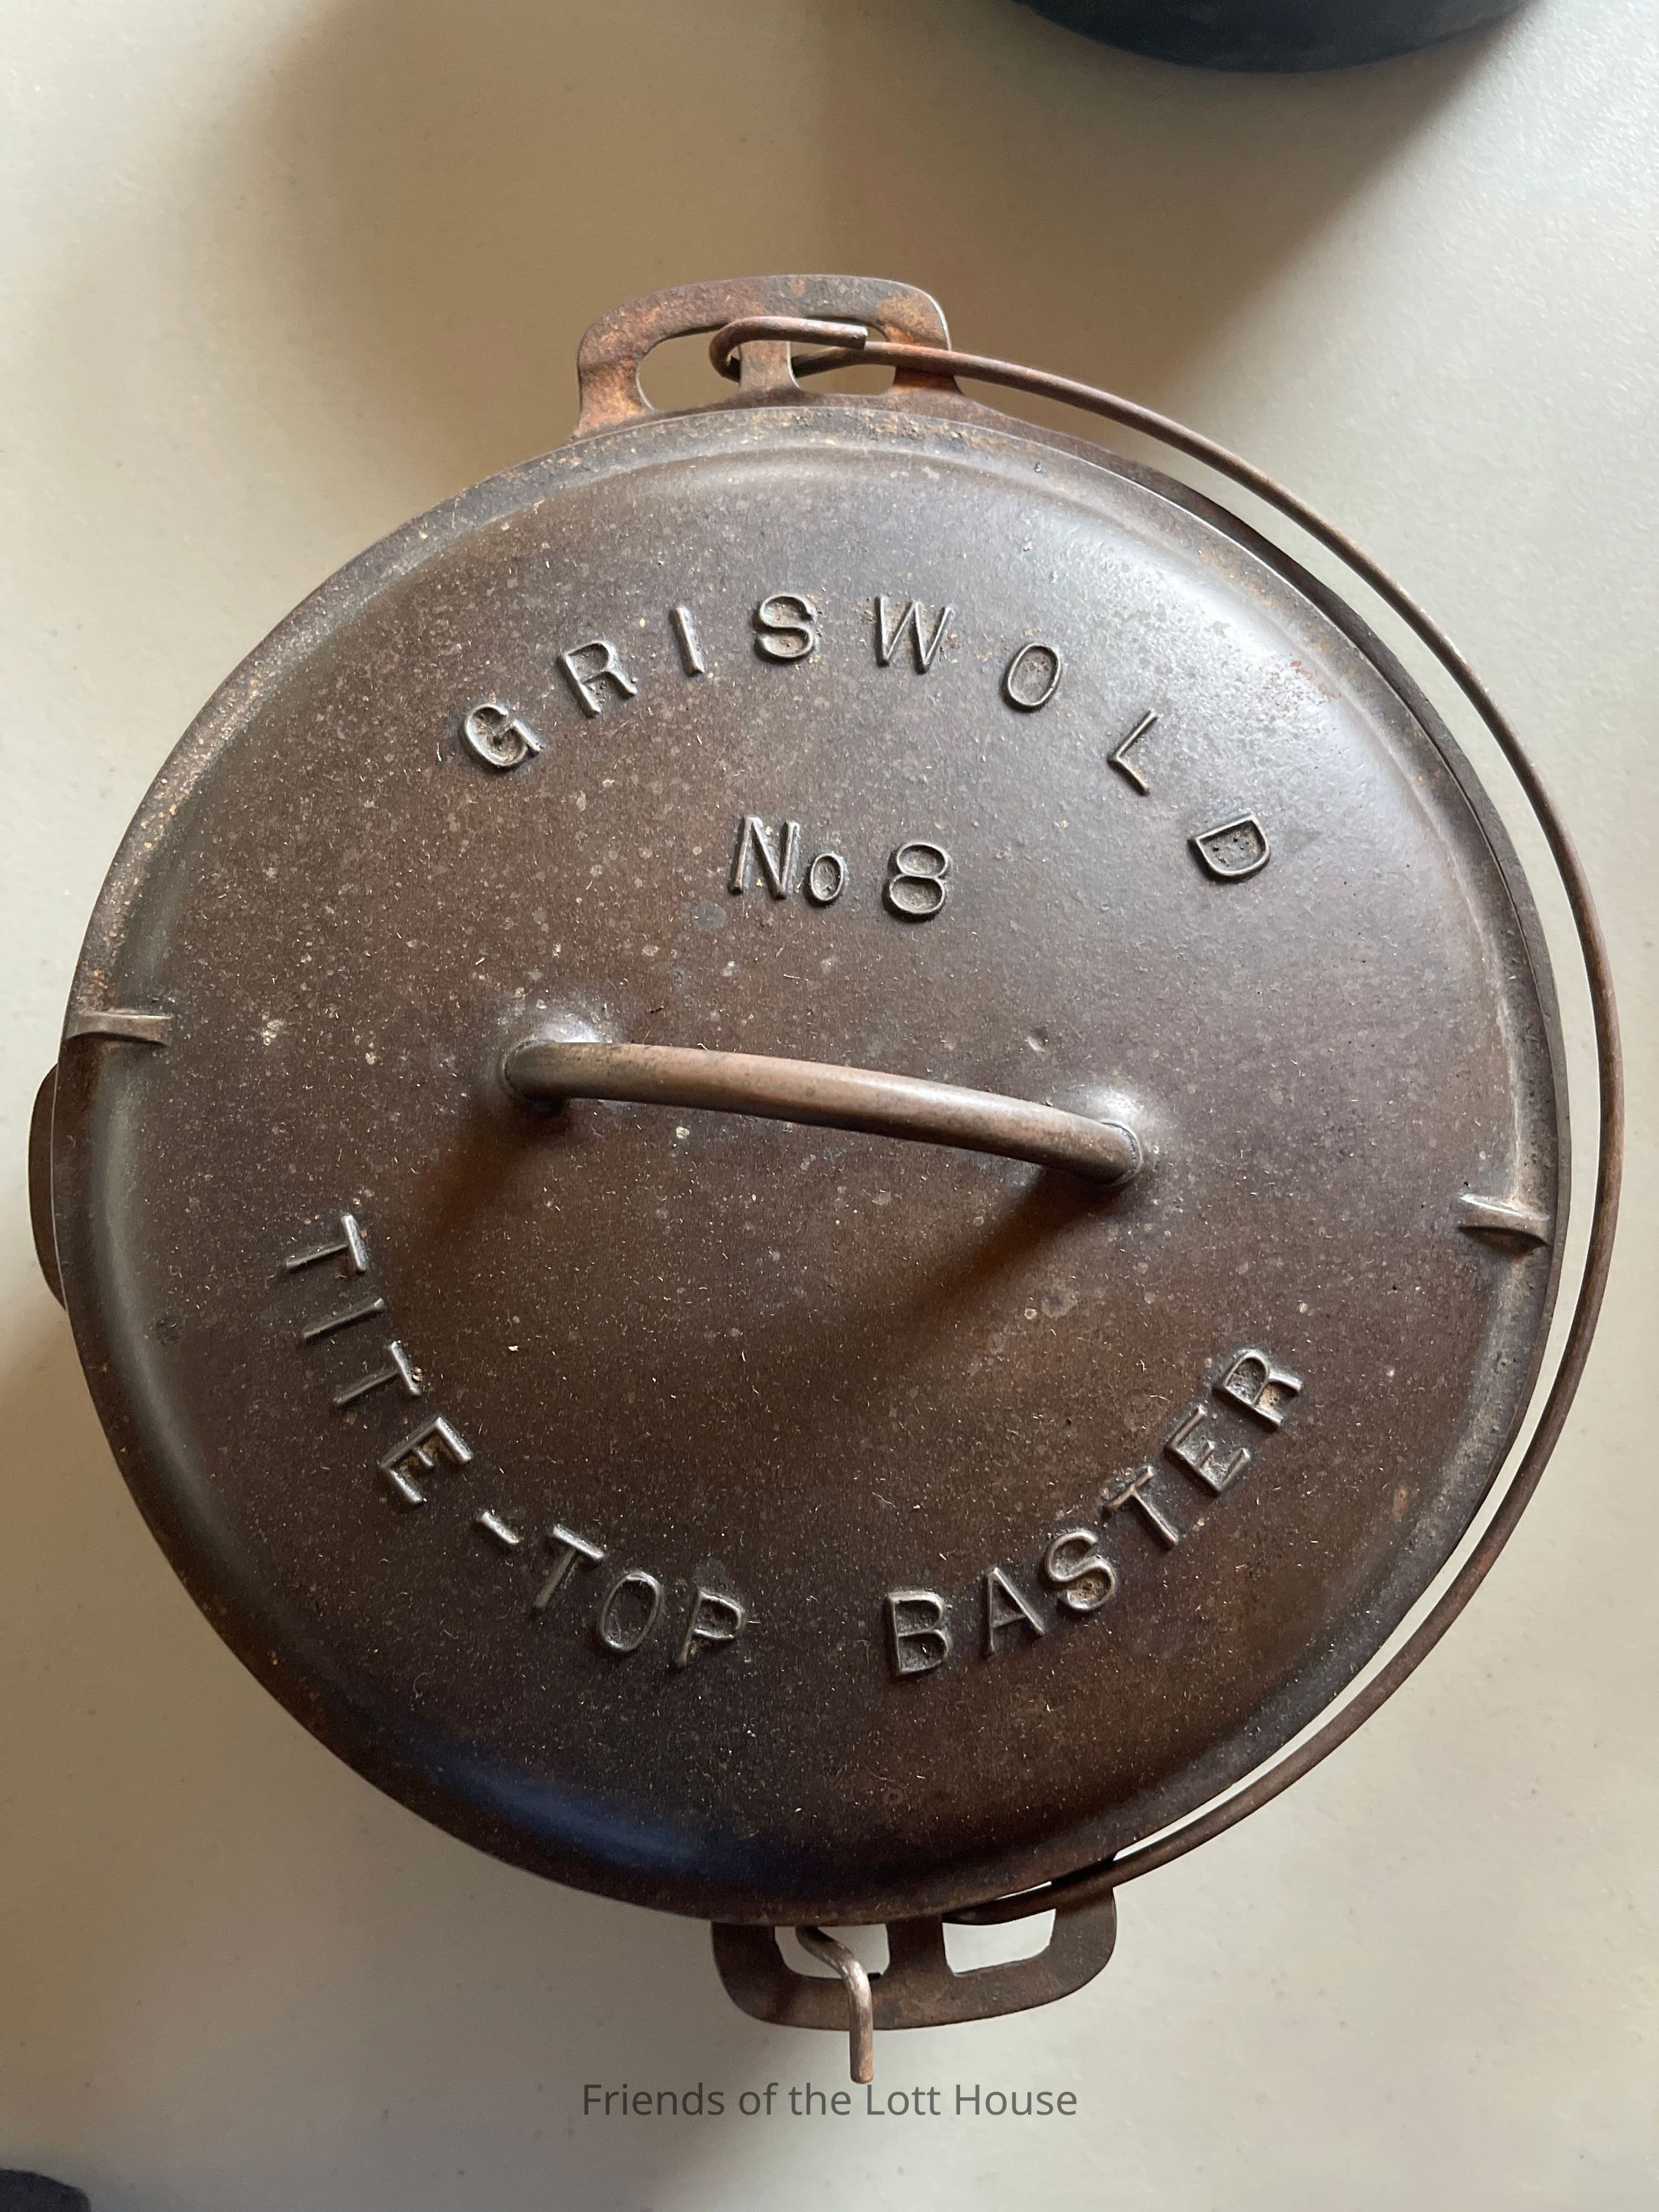 GRISWOLD
No 8
TITE-TOP BASTER
Friends of the Lott House